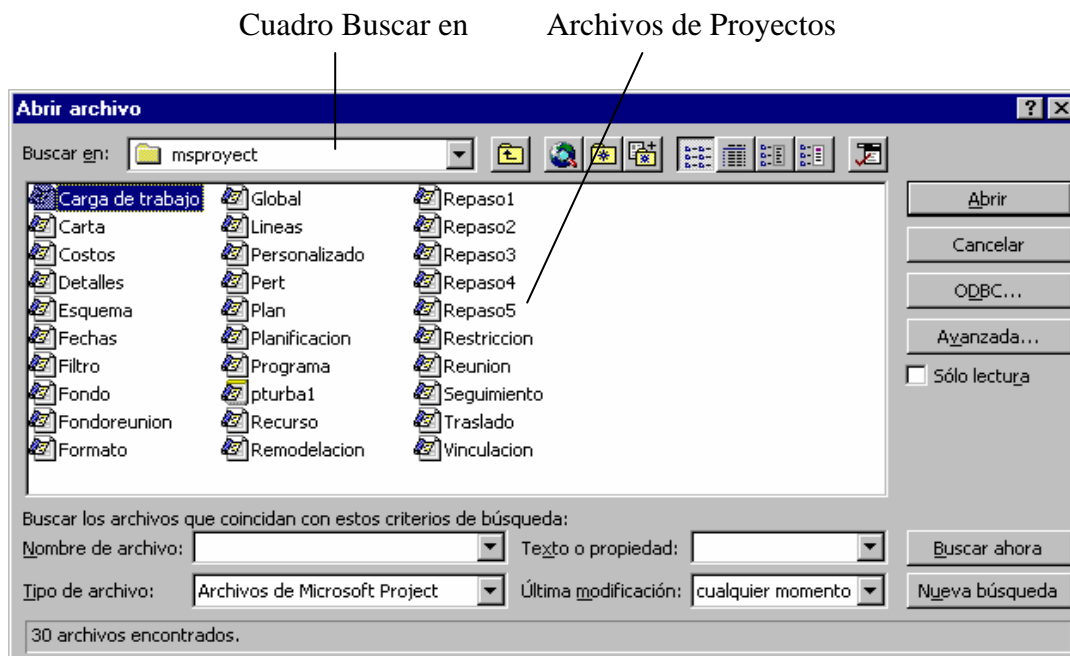 Cuadro Buscar en Archivos de Proyectos
Abrir archivo
Buscar en: msproyect
Carga de trabajo Global Repaso1 Abrir
Carta Lineas Repaso2
Costos Personalizado Repaso3 Cancelar
Detalles Pert Repaso4
Esquema Plan Repaso5 ODBC...
Fechas Planificacion Restriccion Avanzada...
Filtro Programa Reunion Sólo lectura
Fondo pturba1 Seguimiento
Fondoreunion Recurso Traslado
Formato Remodelacion Vinculacion
Buscar los archivos que coincidan con estos criterios de búsqueda:
Nombre de archivo: Texto o propiedad: Buscar ahora
Tipo de archivo: Archivos de Microsoft Project Última modificación: cualquier momento Nueva búsqueda
30 archivos encontrados.